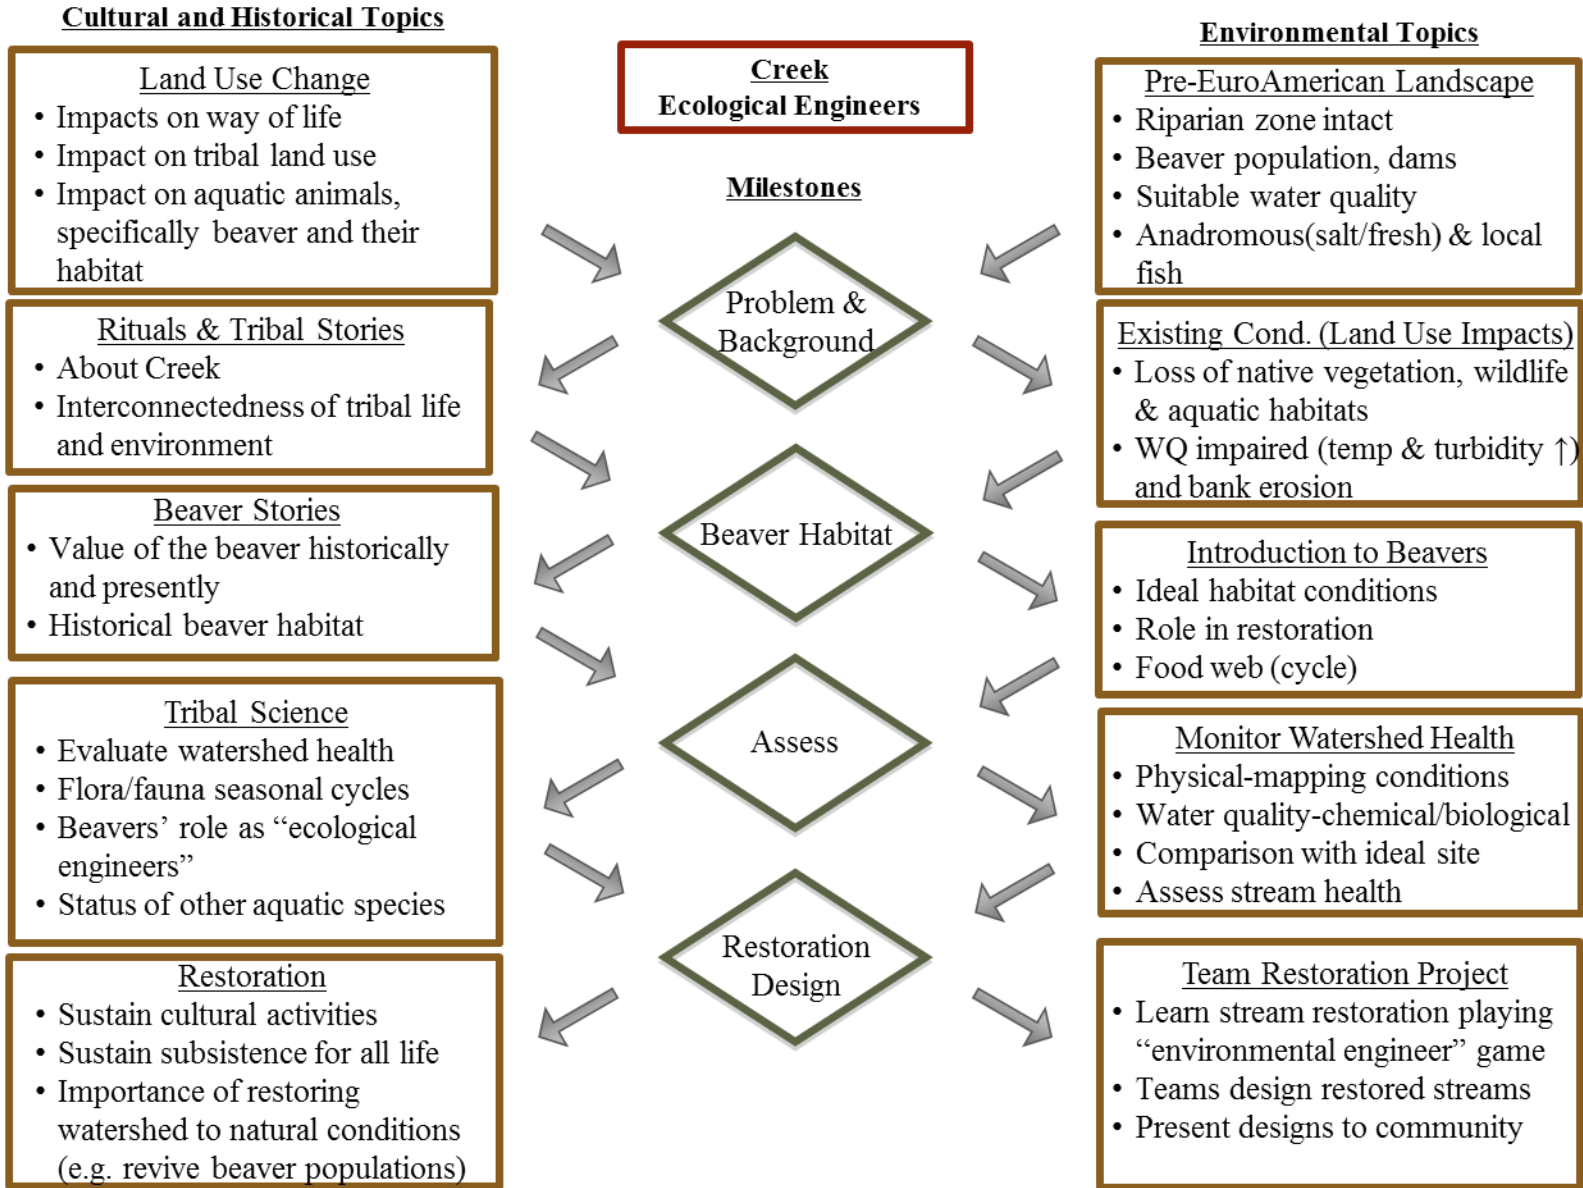 Cultural and Historical Topics
Land Use Change
• Impacts on way of life
• Impact on tribal land use
• Impact on aquatic animals,
specifically beaver and their
habitat
Rituals & Tribal Stories
• About Creek
• Interconnectedness of tribal life
and environment
Beaver Stories
• Value of the beaver historically
and presently
• Historical beaver habitat
Tribal Science
• Evaluate watershed health
• Flora/fauna seasonal cycles
• Beavers’ role as “ecological
engineers”
• Status of other aquatic species
Restoration
• Sustain cultural activities
• Sustain subsistence for all life
• Importance of restoring
watershed to natural conditions
(e.g. revive beaver populations)
Creek
Ecological Engineers
Milestones
Problem &
Background
Beaver Habitat
Assess
Restoration
Design
Environmental Topics
Pre-EuroAmerican Landscape
• Riparian zone intact
• Beaver population, dams
• Suitable water quality
• Anadromous(salt/fresh) & local
fish
Existing Cond. (Land Use Impacts)
• Loss of native vegetation, wildlife
& aquatic habitats
• WQ impaired (temp & turbidity ↑)
and bank erosion
Introduction to Beavers
• Ideal habitat conditions
• Role in restoration
• Food web (cycle)
Monitor Watershed Health
• Physical-mapping conditions
• Water quality-chemical/biological
• Comparison with ideal site
• Assess stream health
Team Restoration Project
• Learn stream restoration playing
“environmental engineer” game
• Teams design restored streams
• Present designs to community